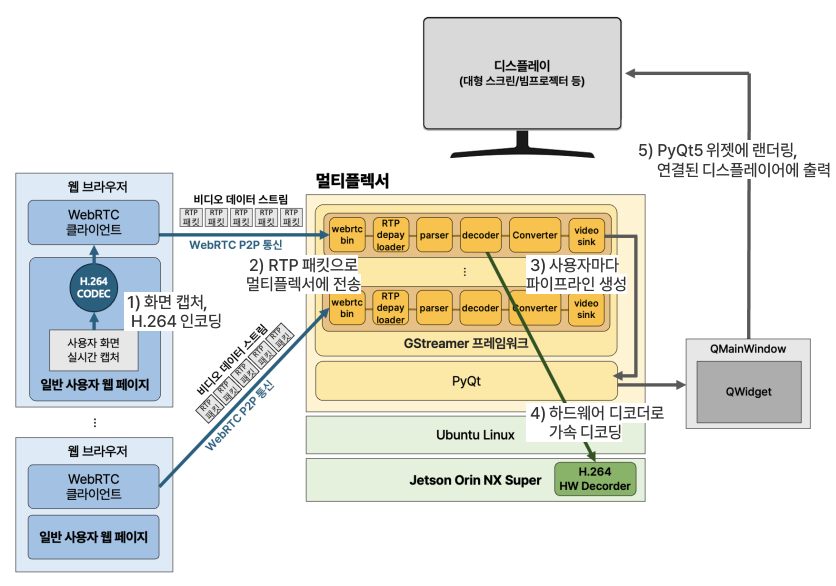 디스플레이
(대형 스크린/빔프로젝터 등)
5) PyQt5 위젯에 랜더링,
연결된 디스플레이어에 출력
멀티플렉서
웹 브라우저
WebRTC
클라이언트
H.264
CODEC
1) 화면 캡처,
H.264 인코딩
사용자 화면
실시간 캡처
일반 사용자 웹 페이지
비디오 데이터 스트림
RTP
패킷
RTP
패킷
RTP
패킷
RTP
패킷
RTP
패킷
WebRTC P2P 통신
2) RTP 패킷으로
멀티플렉서에 전송
webrtc
bin
RTP
depay
loader
parser
decoder
Converter
video
sink
⋮
3) 사용자마다
파이프라인 생성
webrtc
bin
RTP
depay
loader
parser
decoder
Converter
video
sink
GStreamer 프레임워크
PyQt
QMainWindow
QWidget
4) 하드웨어 디코더로
가속 디코딩
Ubuntu Linux
Jetson Orin NX Super
H.264
HW Decorder
비디오 데이터 스트림
RTP
패킷
RTP
패킷
RTP
패킷
RTP
패킷
RTP
패킷
WebRTC P2P 통신
⋮
웹 브라우저
WebRTC
클라이언트
일반 사용자 웹 페이지